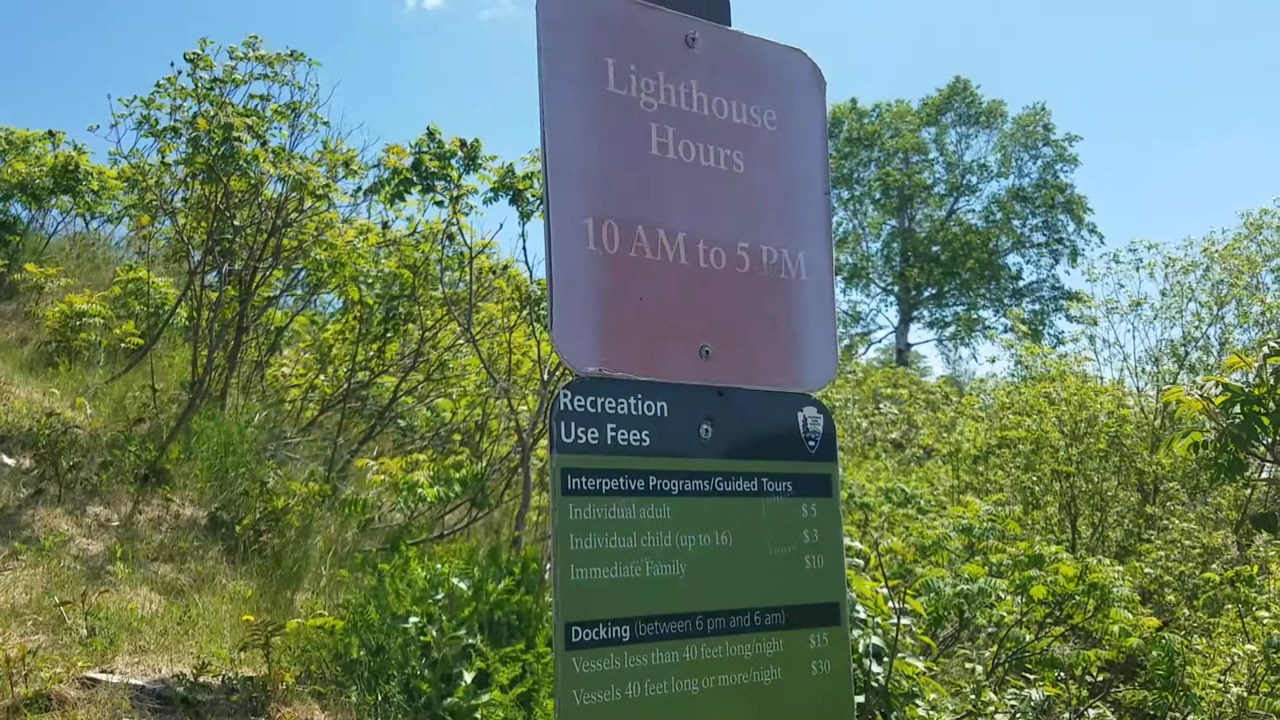 Lighthouse
Hours
10 AM to 5 PM
Recreation
Use Fees
Interpetive Programs/Guided Tours
Individual adult $5
Individual child (up to 16) $3
Immediate Family $10
Docking (between 6 pm and 6 am)
Vessels less than 40 feet long/night $15
Vessels 40 feet long or more/night $30